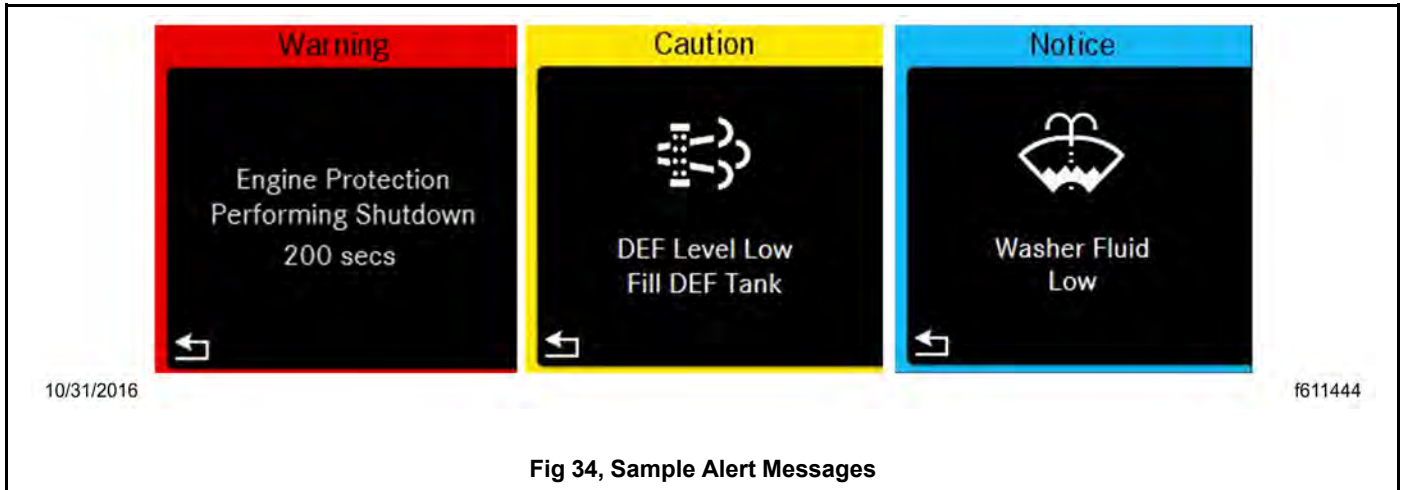 Warning
Engine Protection
Performing Shutdown
200 secs
Caution
DEF Level Low
Fill DEF Tank
Notice
Washer Fluid
Low
10/31/2016
f611444
Fig 34, Sample Alert Messages